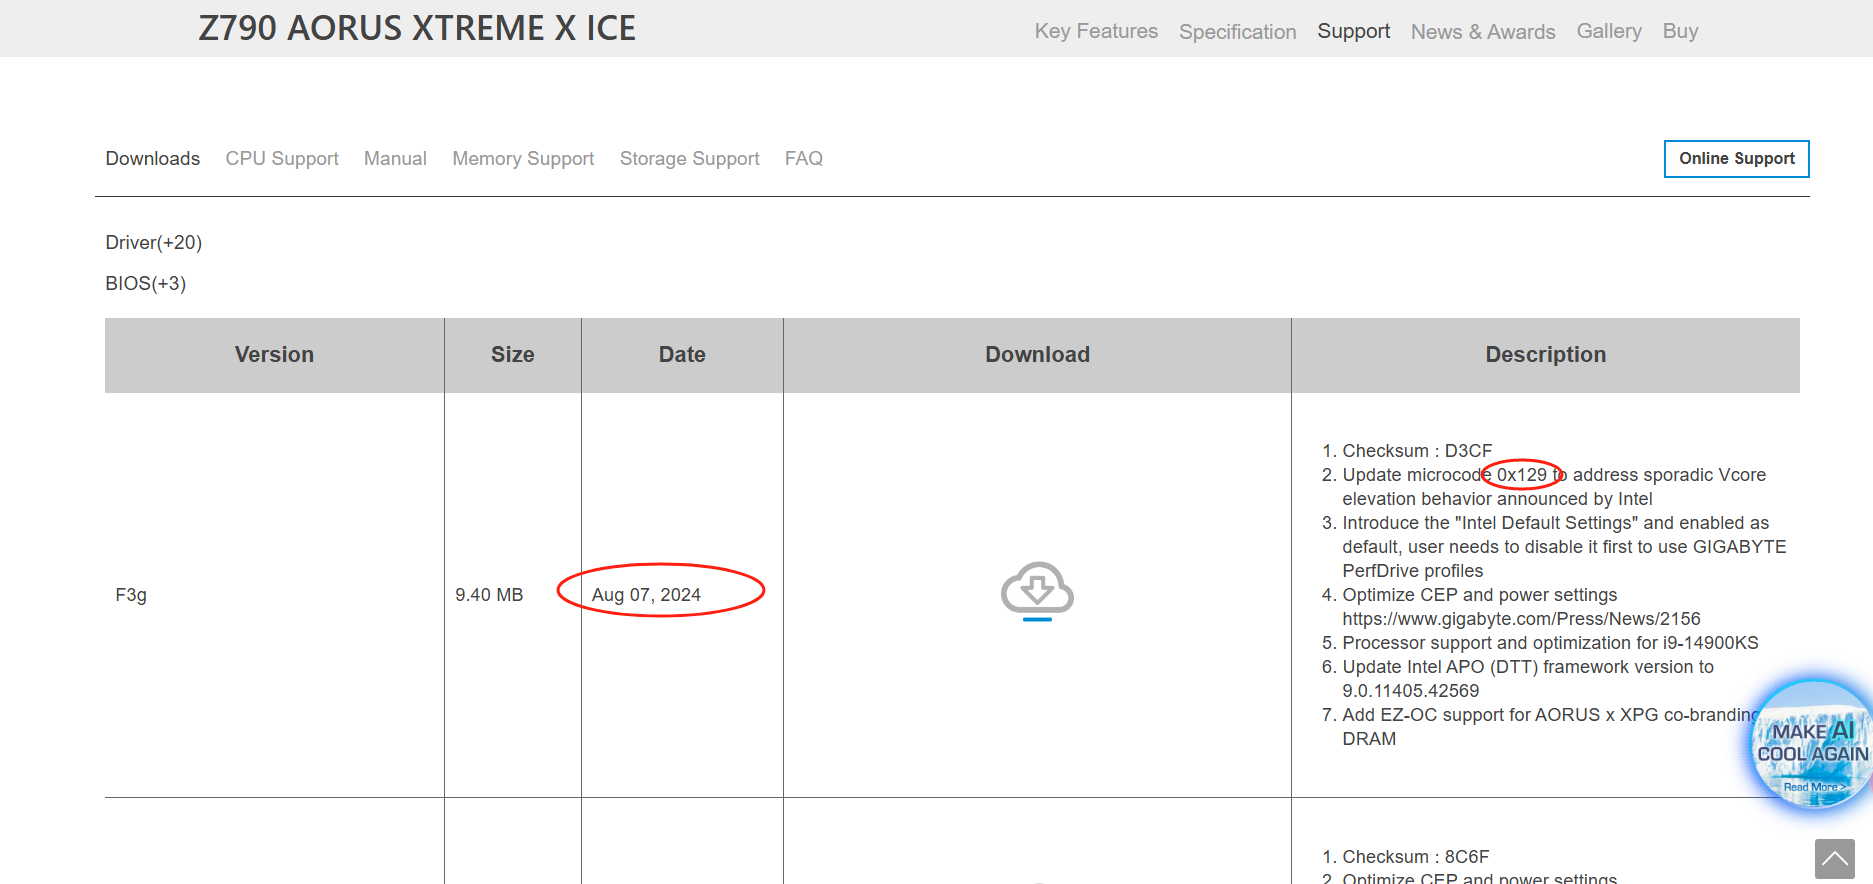 Z790 AORUS XTREME X ICE
Key Features Specification Support News & Awards Gallery Buy
Downloads CPU Support Manual Memory Support Storage Support FAQ
Online Support
Driver(+20)
BIOS(+3)
Version Size Date Download Description
F3g
9.40 MB
Aug 07, 2024
1. Checksum : D3CF
2. Update microcode 0x129 to address sporadic Vcore
elevation behavior announced by Intel
3. Introduce the "Intel Default Settings" and enabled as
default, user needs to disable it first to use GIGABYTE
PerfDrive profiles
4. Optimize CEP and power settings
https://www.gigabyte.com/Press/News/2156
5. Processor support and optimization for i9-14900KS
6. Update Intel APO (DTT) framework version to
9.0.11405.42569
7. Add EZ-OC support for AORUS x XPG co-branding
DRAM
MAKE AI
COOL AGAIN
Read More >
1. Checksum : 8C6F
2. Optimize CEP and power settings